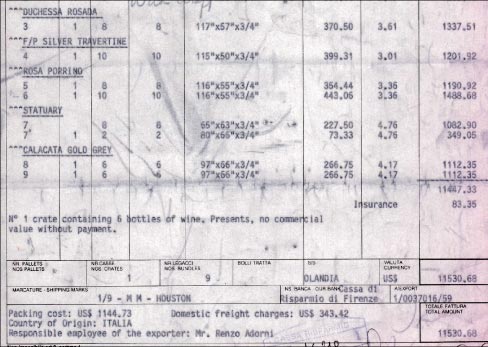 ""DUCHESSA ROSADA
3 1 8 8 117"x57"x3/4" 370.50 3.61 1337.51
""F/P SILVER TRAVERTINE
4 1 10 10 115"x50"x3/4" 399.31 3.01 1201.92
""ROSA PORRINO
5 1 8 8 116"x55"x3/4" 354.44 3.36 1190.92
6 1 10 10 116"x55"x3/4" 443.06 3.36 1488.68
""STATUARY
7 8 8 65"x63"x3/4" 227.50 4.76 1082.90
7 1 2 2 80"x66"x3/4" 73.33 4.76 349.05
""CALACATA GOLD GREY
8 1 6 6 97"x66"x3/4" 266.75 4.17 1112.35
9 1 6 6 97"x66"x3/4" 266.75 4.17 1112.35
11447.33
Insurance 83.35
N° 1 crate containing 6 bottles of wine. Presents, no commercial
value without payment.
NR. PALLETS NR. CASSE NR. LEGACCI BOLLI TRATTA S/S VALUTA
NOS. PALLETS NOS. CRATES NOS. BUNDLES CURRENCY
1 9 OLANDIA US$ 11530.68
MARCATURE - SHIPPING MARKS NS. BANCA - OUR BANK Cassa di
1/9 - M M - HOUSTON Risparmio di Firenze 1/0037016/59
TOTALE FATTURA
TOTAL AMOUNT
Packing cost: US$ 1144.73 Domestic freight charges: US$ 343.42
Country of Origin: ITALIA
Responsible employee of the exporter: Mr. Renzo Adorni 11530.68